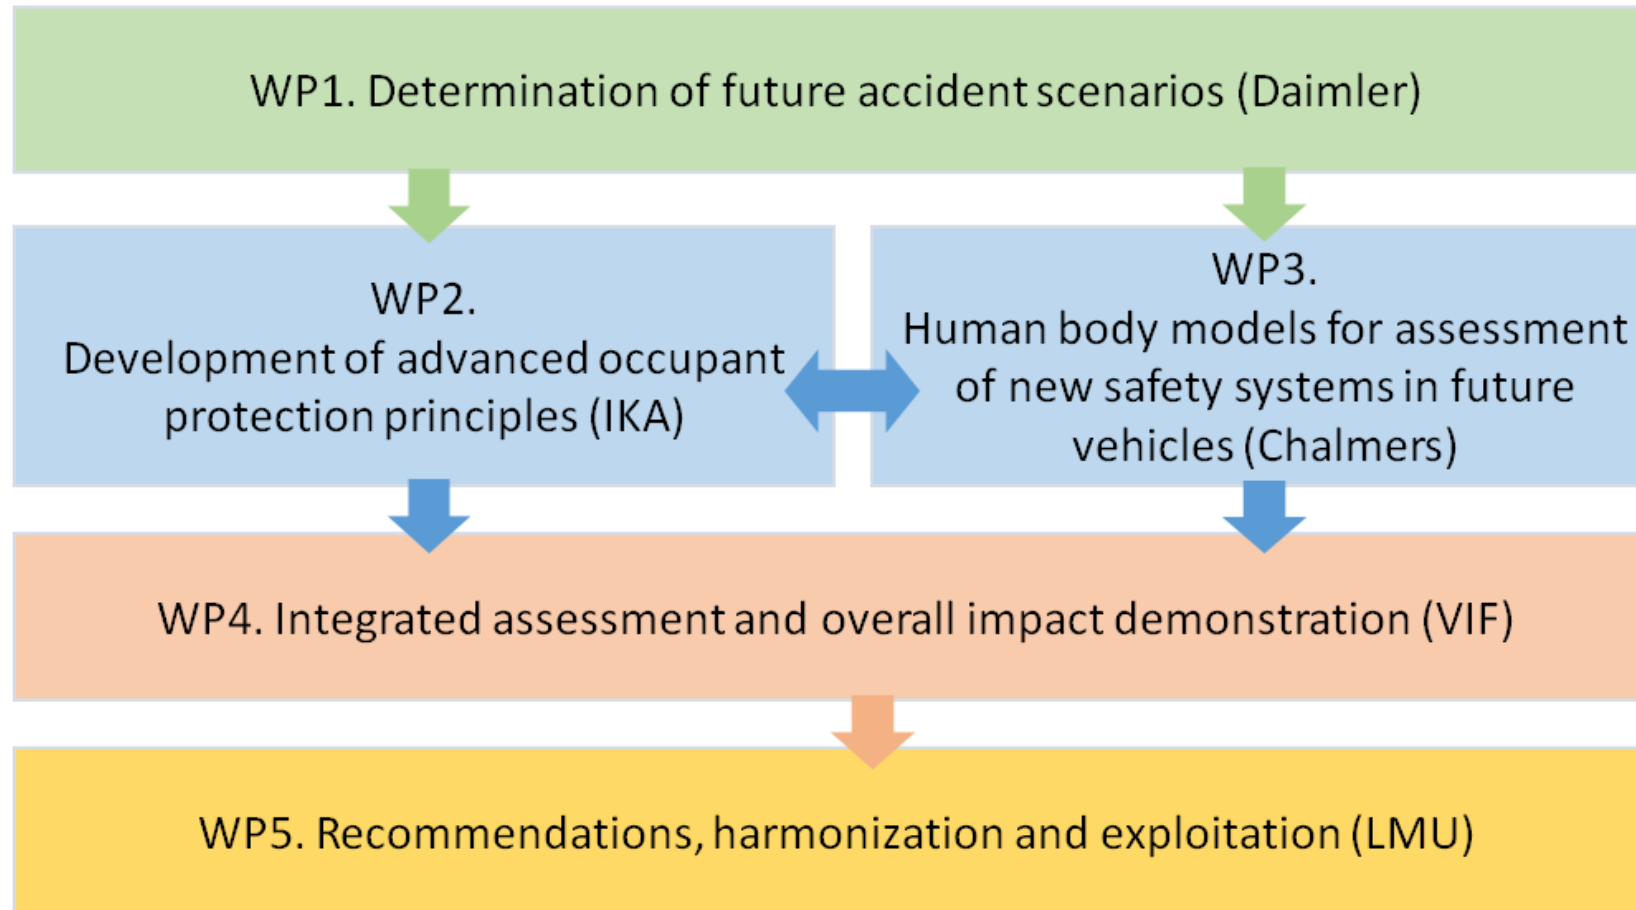 WP1. Determination of future accident scenarios (Daimler)
WP2.
Development of advanced occupant
protection principles (IKA)
WP3.
Human body models for assessment
of new safety systems in future
vehicles (Chalmers)
WP4. Integrated assessment and overall impact demonstration (VIF)
WP5. Recommendations, harmonization and exploitation (LMU)